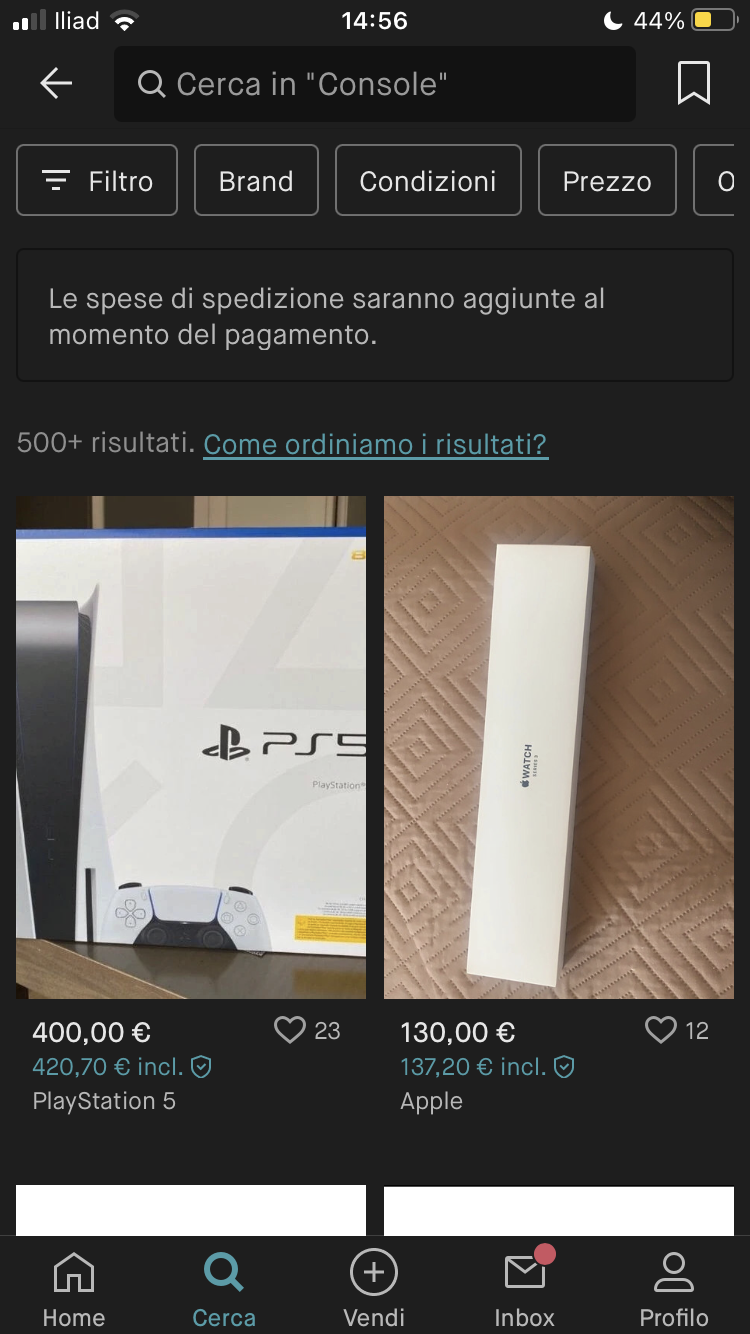 Iliad 14:56 44%
Cerca in "Console"
Filtro Brand Condizioni Prezzo
Le spese di spedizione saranno aggiunte al
momento del pagamento.
500+ risultati. Come ordiniamo i risultati?
PS5
PlayStation
WATCH
SERIES 3
400,00 € 23
420,70 € incl.
PlayStation 5
130,00 € 12
137,20 € incl.
Apple
Home Cerca Vendi Inbox Profilo